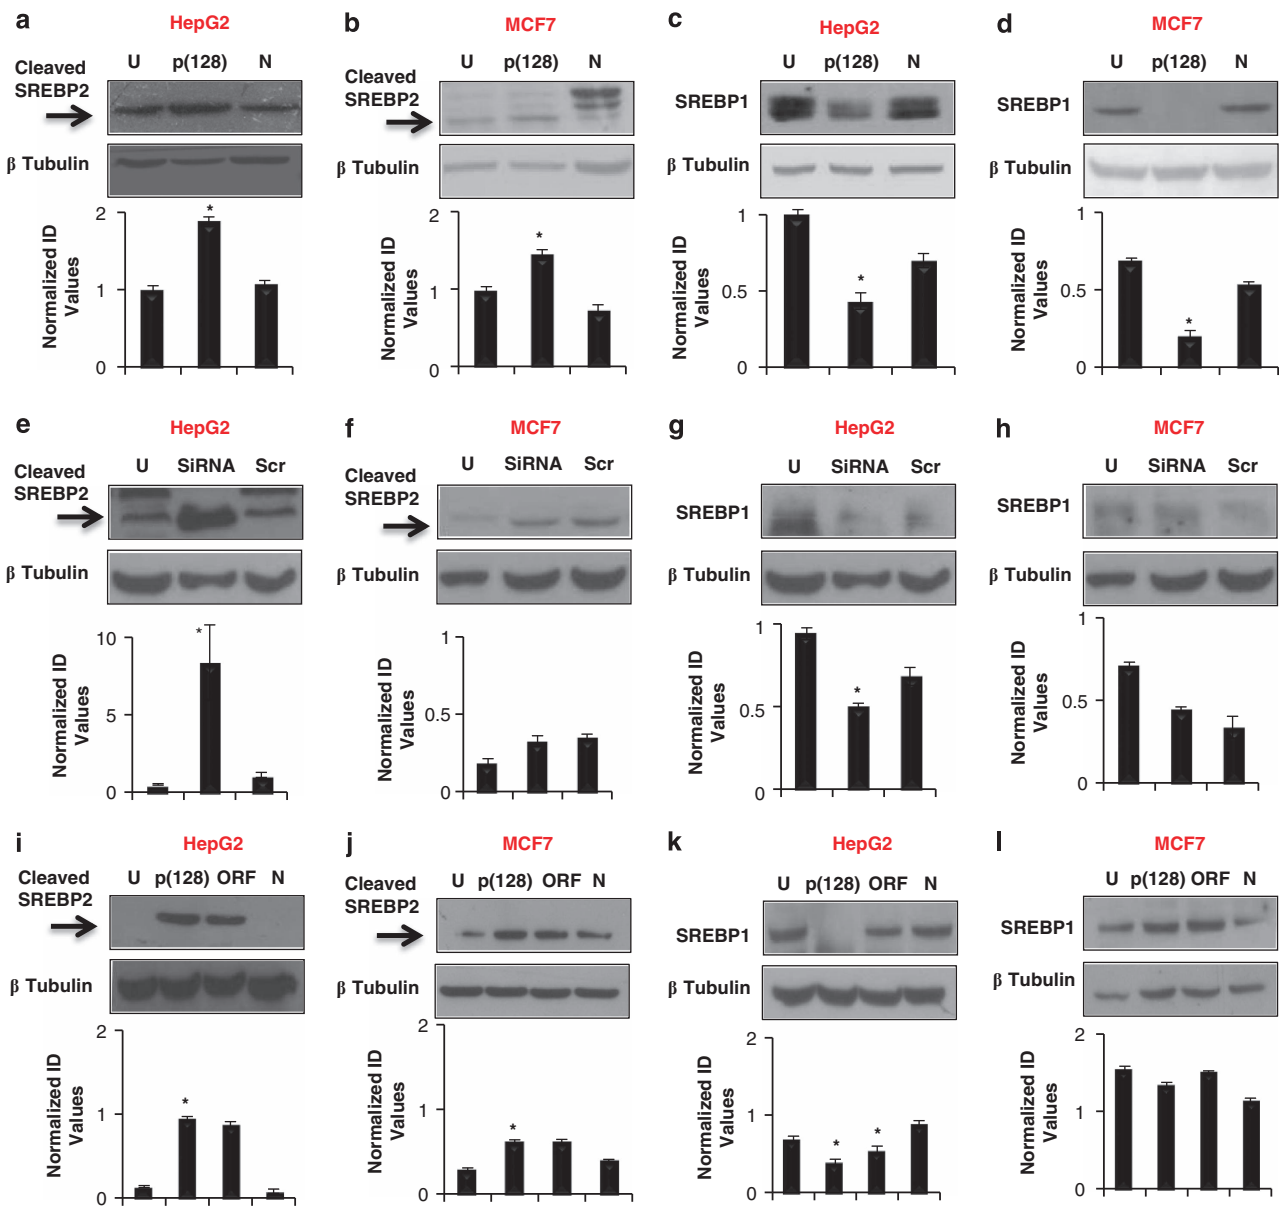 a
HepG2
U p(128) N
Cleaved
SREBP2
β Tubulin
2
1
0
Normalized ID
Values
*
b
MCF7
U p(128) N
Cleaved
SREBP2
β Tubulin
2
1
0
Normalized ID
Values
*
c
HepG2
U p(128) N
SREBP1
β Tubulin
1
0.5
0
Normalized ID
Values
*
d
MCF7
U p(128) N
SREBP1
β Tubulin
1
0.5
0
Normalized ID
Values
*
e
HepG2
U SiRNA Scr
Cleaved
SREBP2
β Tubulin
10
5
0
Normalized ID
Values
*
f
MCF7
U SiRNA Scr
Cleaved
SREBP2
β Tubulin
1
0.5
0
Normalized ID
Values
g
HepG2
U SiRNA Scr
SREBP1
β Tubulin
1
0.5
0
Normalized ID
Values
*
h
MCF7
U SiRNA Scr
SREBP1
β Tubulin
1
0.5
0
Normalized ID
Values
i
HepG2
U p(128) ORF N
Cleaved
SREBP2
β Tubulin
2
1
0
Normalized ID
Values
*
j
MCF7
U p(128) ORF N
Cleaved
SREBP2
β Tubulin
2
1
0
Normalized ID
Values
*
k
HepG2
U p(128) ORF N
SREBP1
β Tubulin
2
1
0
Normalized ID
Values
* *
l
MCF7
U p(128) ORF N
SREBP1
β Tubulin
2
1
0
Normalized ID
Values